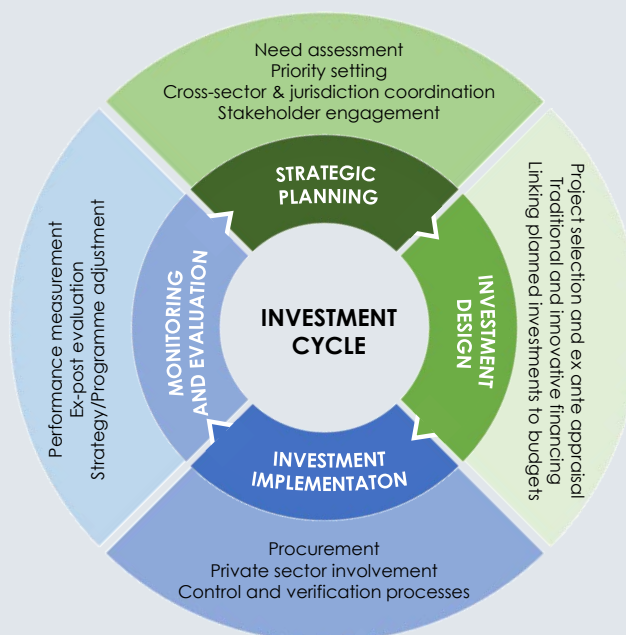 Need assessment
Priority setting
Cross-sector & jurisdiction coordination
Stakeholder engagement
STRATEGIC
PLANNING
Project selection and ex ante appraisal
Traditional and innovative financing
Linking planned investments to budgets
INVESTMENT
DESIGN
INVESTMENT
CYCLE
Performance measurement
Ex-post evaluation
Strategy/Programme adjustment
MONITORING
AND EVALUATION
INVESTMENT
IMPLEMENTATON
Procurement
Private sector involvement
Control and verification processes